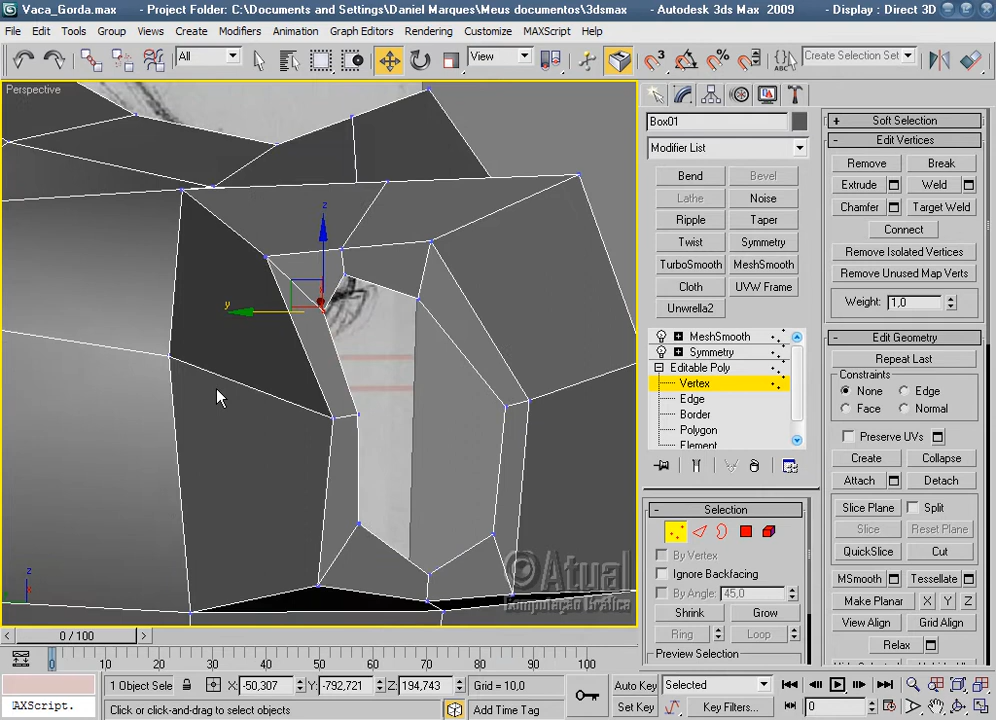 Vaca_Gorda.max - Project Folder: C:\Documents and Settings\Daniel Marques\Meus documentos\3dsmax - Autodesk 3ds Max 2009 - Display : Direct 3D
File Edit Tools Group Views Create Modifiers Animation Graph Editors Rendering Customize MAXScript Help
All View Create Selection Set
Perspective
z
y
x
z
©Atual
Computação Gráfica
Box01
Modifier List
Bend Bevel
Lathe Noise
Ripple Taper
Twist Symmetry
TurboSmooth MeshSmooth
Cloth UVW Frame
Unwrella2
MeshSmooth
Symmetry
Editable Poly
Vertex
Edge
Border
Polygon
Element
Selection
By Vertex
Ignore Backfacing
By Angle: 45,0
Shrink Grow
Ring Loop
Preview Selection
Soft Selection
Edit Vertices
Remove Break
Extrude Weld
Chamfer Target Weld
Connect
Remove Isolated Vertices
Remove Unused Map Verts
Weight: 1,0
Edit Geometry
Repeat Last
Constraints
None Edge
Face Normal
Preserve UVs
Create Collapse
Attach Detach
Slice Plane Split
Slice Reset Plane
QuickSlice Cut
MSmooth Tessellate
Make Planar X Y Z
View Align Grid Align
Relax
0 / 100
0 10 20 30 40 50 60 70 80 90 100
1 Object Sele X: -50,307 Y: -792,721 Z: 194,743 Grid = 10,0
Auto Key Selected
AXScript. Click or click-and-drag to select objects Add Time Tag
Set Key Key Filters... 0